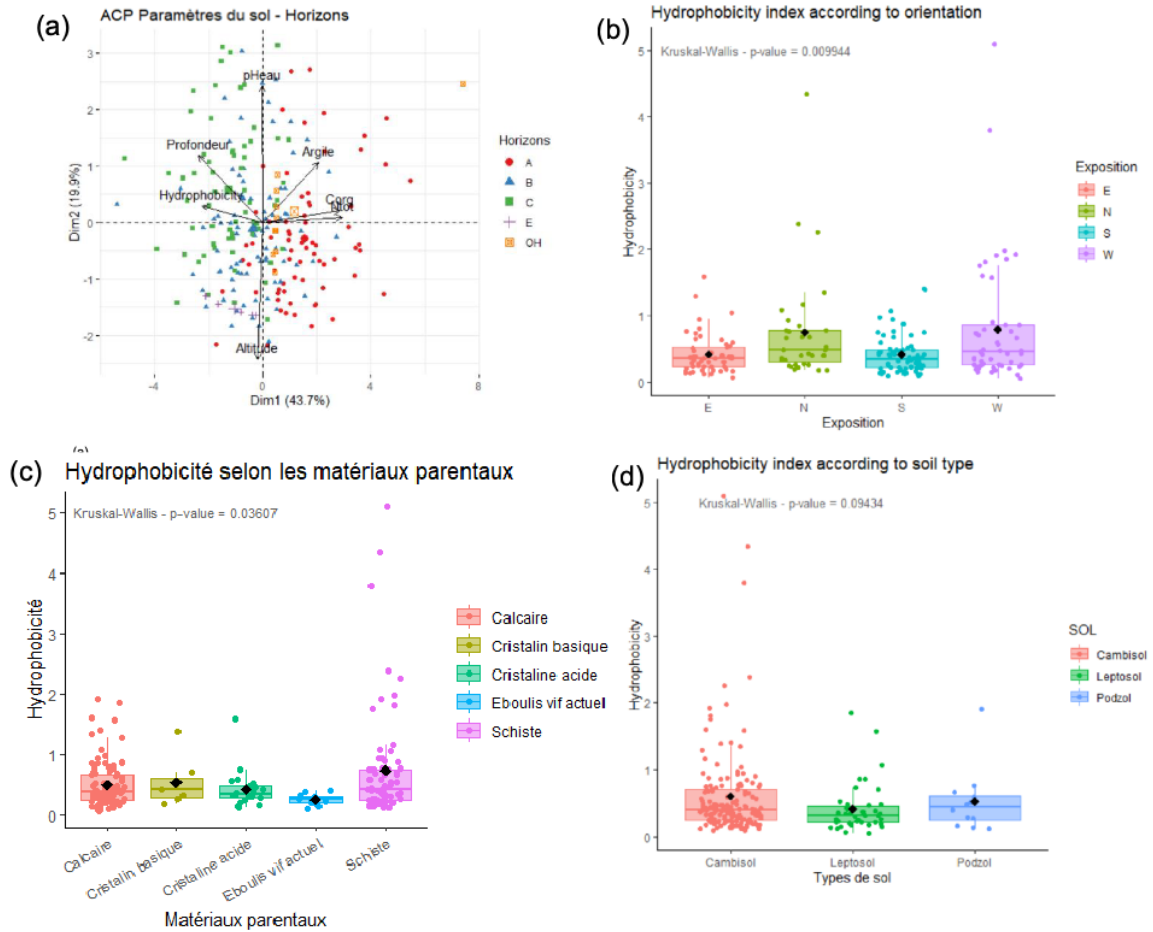 (a)
ACP Paramètres du sol - Horizons
3
2
1
0
-1
-2
-4
0
4
8
Dim2 (19.9%)
Dim1 (43.7%)
pHeau
Profondeur
Argile
Hydrophobicity
Corg
Ntot
Altitude
Horizons
A
B
C
E
OH
(b)
Hydrophobicity index according to orientation
Kruskal-Wallis - p-value = 0.009944
5
4
3
2
1
0
Hydrophobicity
E
N
S
W
Exposition
Exposition
E
N
S
W
(c)
Hydrophobicité selon les matériaux parentaux
Kruskal-Wallis - p-value = 0.03607
5
4
3
2
1
0
Hydrophobicité
Calcaire
Cristalin basique
Cristaline acide
Eboulis vif actuel
Schiste
Matériaux parentaux
Calcaire
Cristalin basique
Cristaline acide
Eboulis vif actuel
Schiste
(d)
Hydrophobicity index according to soil type
Kruskal-Wallis - p-value = 0.09434
5
4
3
2
1
0
Hydrophobicity
Cambisol
Leptosol
Podzol
Types de sol
SOL
Cambisol
Leptosol
Podzol